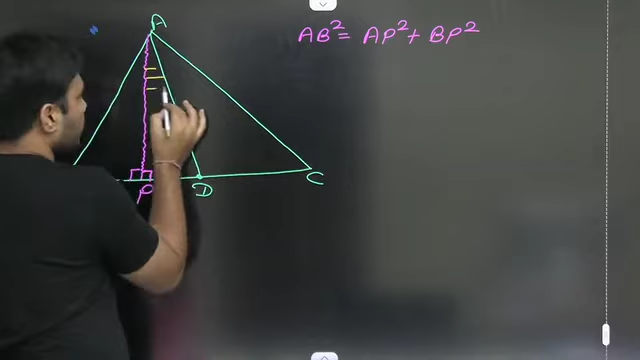 A
AB² = AP² + BP²
P
D
C